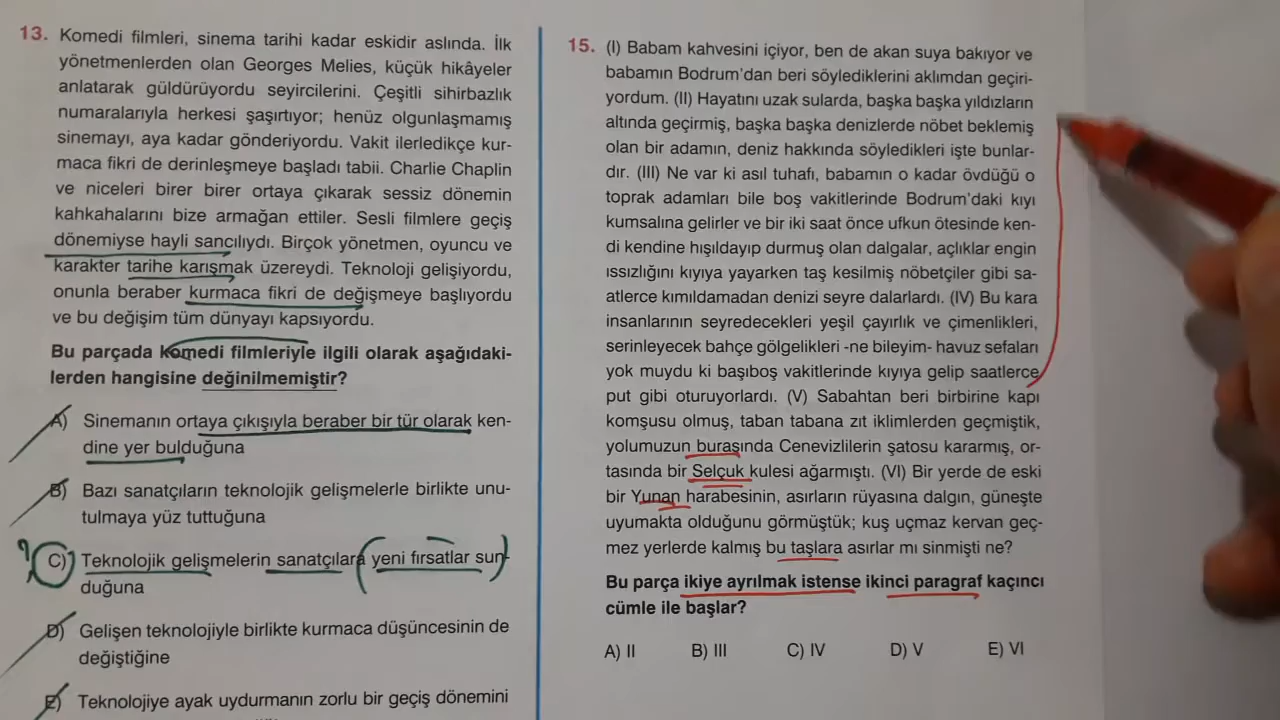 13. Komedi filmleri, sinema tarihi kadar eskidir aslında. İlk
yönetmenlerden olan Georges Melies, küçük hikâyeler
anlatarak güldürüyordu seyircilerini. Çeşitli sihirbazlık
numaralarıyla herkesi şaşırtıyor; henüz olgunlaşmamış
sinemayı, aya kadar gönderiyordu. Vakit ilerledikçe kur-
maca fikri de derinleşmeye başladı tabii. Charlie Chaplin
ve niceleri birer birer ortaya çıkarak sessiz dönemin
kahkahalarını bize armağan ettiler. Sesli filmlere geçiş
dönemiyse hayli sancılıydı. Birçok yönetmen, oyuncu ve
karakter tarihe karışmak üzereydi. Teknoloji gelişiyordu,
onunla beraber kurmaca fikri de değişmeye başlıyordu
ve bu değişim tüm dünyayı kapsıyordu.
Bu parçada komedi filmleriyle ilgili olarak aşağıdaki-
lerden hangisine değinilmemiştir?
A) Sinemanın ortaya çıkışıyla beraber bir tür olarak ken-
dine yer bulduğuna
B) Bazı sanatçıların teknolojik gelişmelerle birlikte unu-
tulmaya yüz tuttuğuna
C) Teknolojik gelişmelerin sanatçılara yeni fırsatlar sun-
duğuna
D) Gelişen teknolojiyle birlikte kurmaca düşüncesinin de
değiştiğine
E) Teknolojiye ayak uydurmanın zorlu bir geçiş dönemini
15. (I) Babam kahvesini içiyor, ben de akan suya bakıyor ve
babamın Bodrum'dan beri söylediklerini aklımdan geçiri-
yordum. (II) Hayatını uzak sularda, başka başka yıldızların
altında geçirmiş, başka başka denizlerde nöbet beklemiş
olan bir adamın, deniz hakkında söyledikleri işte bunlar-
dır. (III) Ne var ki asıl tuhafı, babamın o kadar övdüğü o
toprak adamları bile boş vakitlerinde Bodrum'daki kıyı
kumsalına gelirler ve bir iki saat önce ufkun ötesinde ken-
di kendine hışıldayıp durmuş olan dalgalar, açlıklar engin
ıssızlığını kıyıya yayarken taş kesilmiş nöbetçiler gibi sa-
atlerce kımıldamadan denizi seyre dalarlardı. (IV) Bu kara
insanlarının seyredecekleri yeşil çayırlık ve çimenlikleri,
serinleyecek bahçe gölgelikleri -ne bileyim- havuz sefaları
yok muydu ki başıboş vakitlerinde kıyıya gelip saatlerce
put gibi oturuyorlardı. (V) Sabahtan beri birbirine kapı
komşusu olmuş, taban tabana zıt iklimlerden geçmiştik,
yolumuzun burasında Cenevizlilerin şatosu kararmış, or-
tasında bir Selçuk kulesi ağarmıştı. (VI) Bir yerde de eski
bir Yunan harabesinin, asırların rüyasına dalgın, güneşte
uyumakta olduğunu görmüştük; kuş uçmaz kervan geç-
mez yerlerde kalmış bu taşlara asırlar mı sinmişti ne?
Bu parça ikiye ayrılmak istense ikinci paragraf kaçıncı
cümle ile başlar?
A) II B) III C) IV D) V E) VI